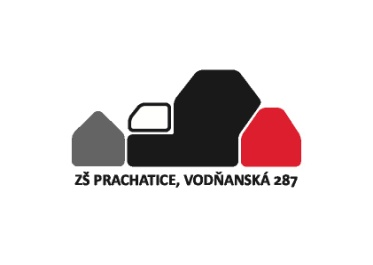 ZŠ PRACHATICE, VODŇANSKÁ 287